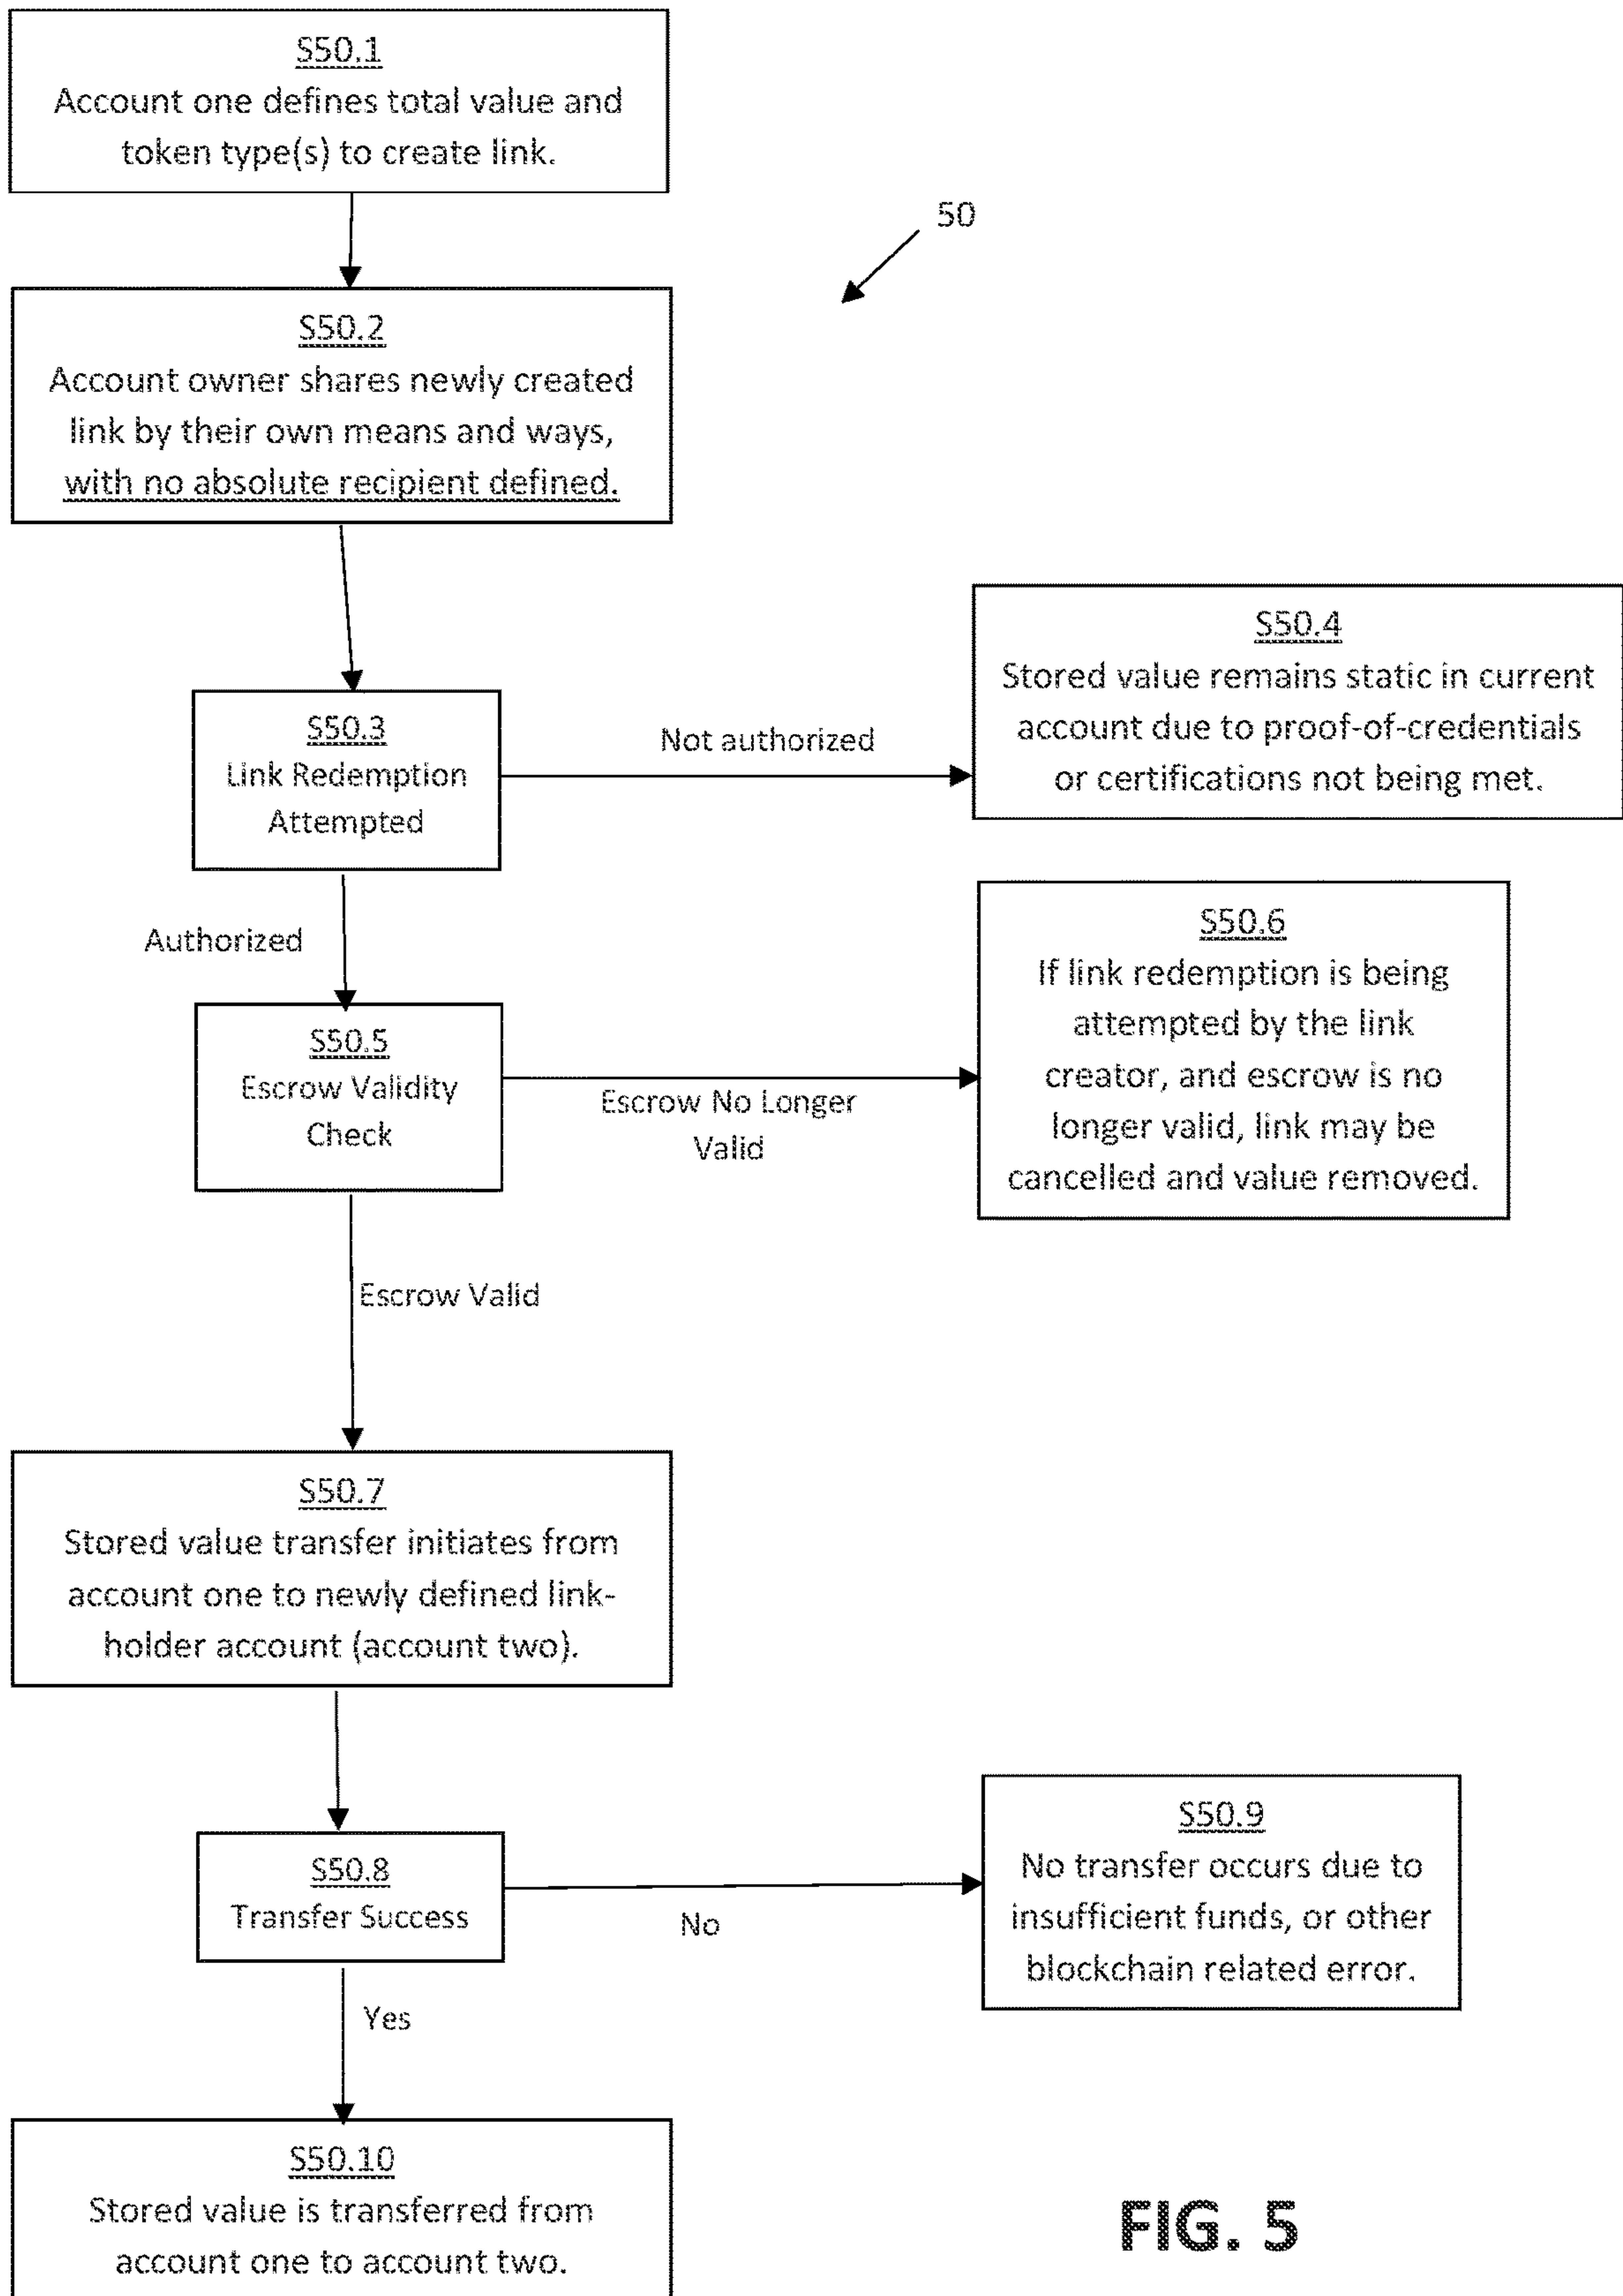 S50.1
Account one defines total value and
token type(s) to create link.
50
S50.2
Account owner shares newly created
link by their own means and ways,
with no absolute recipient defined.
S50.3
Link Redemption
Attempted
Not authorized
S50.4
Stored value remains static in current
account due to proof-of-credentials
or certifications not being met.
Authorized
S50.5
Escrow Validity
Check
Escrow No Longer
Valid
S50.6
If link redemption is being
attempted by the link
creator, and escrow is no
longer valid, link may be
cancelled and value removed.
Escrow Valid
S50.7
Stored value transfer initiates from
account one to newly defined link-
holder account (account two).
S50.8
Transfer Success
No
S50.9
No transfer occurs due to
insufficient funds, or other
blockchain related error.
Yes
S50.10
Stored value is transferred from
account one to account two.
FIG. 5